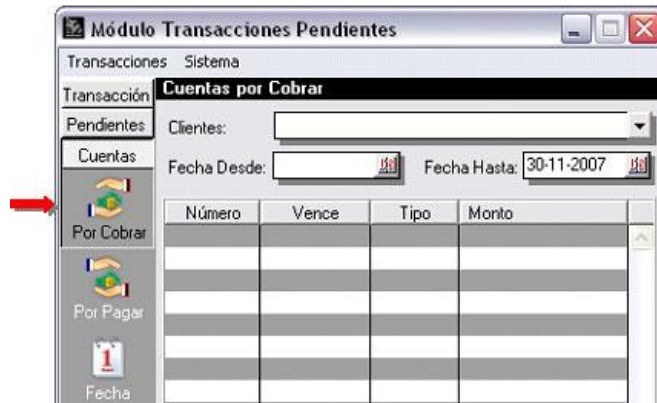 Módulo Transacciones Pendientes
Transacciones Sistema
Transacción
Cuentas por Cobrar
Pendientes
Clientes:
Cuentas
Fecha Desde:
Fecha Hasta: 30-11-2007
Número Vence Tipo Monto
Por Cobrar
Por Pagar
1
Fecha